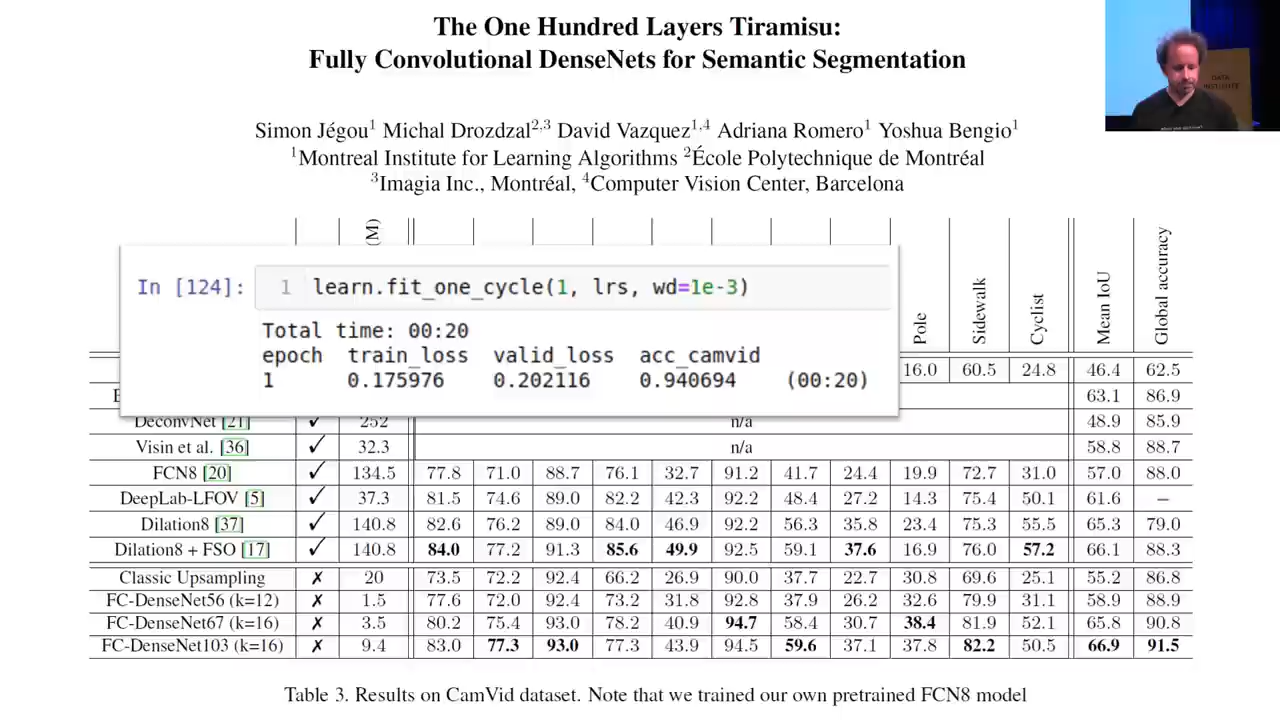 The One Hundred Layers Tiramisu:
Fully Convolutional DenseNets for Semantic Segmentation
Simon Jégou1 Michal Drozdzal2,3 David Vazquez1,4 Adriana Romero1 Yoshua Bengio1
1Montreal Institute for Learning Algorithms 2École Polytechnique de Montréal
3Imagia Inc., Montréal, 4Computer Vision Center, Barcelona
DATA
INSTITUTE
(M) Pole Sidewalk Cyclist Mean IoU Global accuracy
In [124]: 1 learn.fit_one_cycle(1, lrs, wd=1e-3)
Total time: 00:20
epoch train_loss valid_loss acc_camvid
1 0.175976 0.202116 0.940694 (00:20)
16.0 60.5 24.8 46.4 62.5
63.1 86.9
DeconvNet [21] ✓ 252 n/a 48.9 85.9
Visin et al. [36] ✓ 32.3 n/a 58.8 88.7
FCN8 [20] ✓ 134.5 77.8 71.0 88.7 76.1 32.7 91.2 41.7 24.4 19.9 72.7 31.0 57.0 88.0
DeepLab-LFOV [5] ✓ 37.3 81.5 74.6 89.0 82.2 42.3 92.2 48.4 27.2 14.3 75.4 50.1 61.6 –
Dilation8 [37] ✓ 140.8 82.6 76.2 89.0 84.0 46.9 92.2 56.3 35.8 23.4 75.3 55.5 65.3 79.0
Dilation8 + FSO [17] ✓ 140.8 84.0 77.2 91.3 85.6 49.9 92.5 59.1 37.6 16.9 76.0 57.2 66.1 88.3
Classic Upsampling ✗ 20 73.5 72.2 92.4 66.2 26.9 90.0 37.7 22.7 30.8 69.6 25.1 55.2 86.8
FC-DenseNet56 (k=12) ✗ 1.5 77.6 72.0 92.4 73.2 31.8 92.8 37.9 26.2 32.6 79.9 31.1 58.9 88.9
FC-DenseNet67 (k=16) ✗ 3.5 80.2 75.4 93.0 78.2 40.9 94.7 58.4 30.7 38.4 81.9 52.1 65.8 90.8
FC-DenseNet103 (k=16) ✗ 9.4 83.0 77.3 93.0 77.3 43.9 94.5 59.6 37.1 37.8 82.2 50.5 66.9 91.5
Table 3. Results on CamVid dataset. Note that we trained our own pretrained FCN8 model